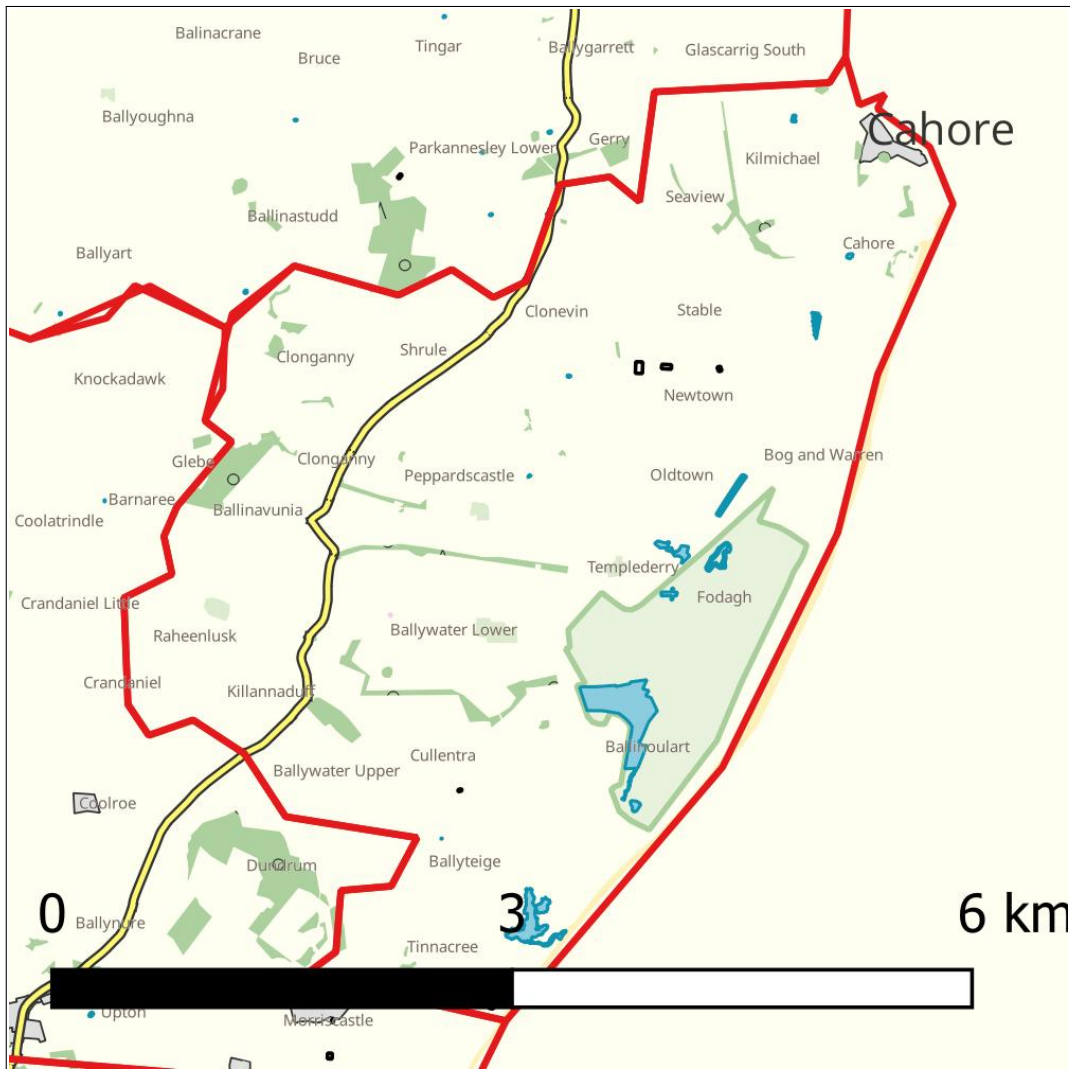 Balinacrane
Tingar
Ballygarrett
Glascarrig South
Bruce
Ballyoughna
Cahore
Gerry
Parkannesley Lower
Kilmichael
Seaview
Ballinastudd
Cahore
Ballyart
Clonevin
Stable
Shrule
Clonganny
Knockadawk
Newtown
Bog and Warren
Clonganny
Glebe
Peppardscastle
Oldtown
Barnaree
Ballinavunia
Coolatrindle
Templederry
Fodagh
Crandaniel Little
Raheenlusk
Ballywater Lower
Crandaniel
Killannaduff
Ballinoulart
Cullentra
Ballywater Upper
Coolroe
Dundrum
Ballyteige
0 3 6 km
Ballynure
Tinnacree
Upton
Morriscastle